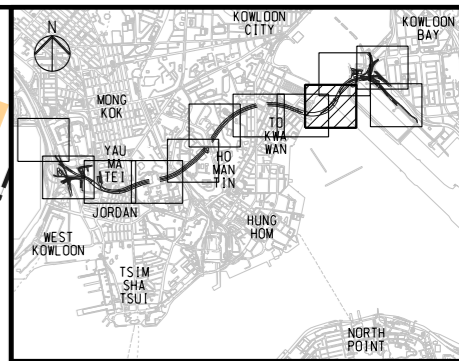 KOWLOON
CITY
KOWLOON
BAY
N
MONG
KOK
TO
KWA
WAN
YAU
MA
TEI
HO
MAN
TIN
JORDAN
HUNG
HOM
WEST
KOWLOON
TSIM
SHA
TSUI
NORTH
POINT